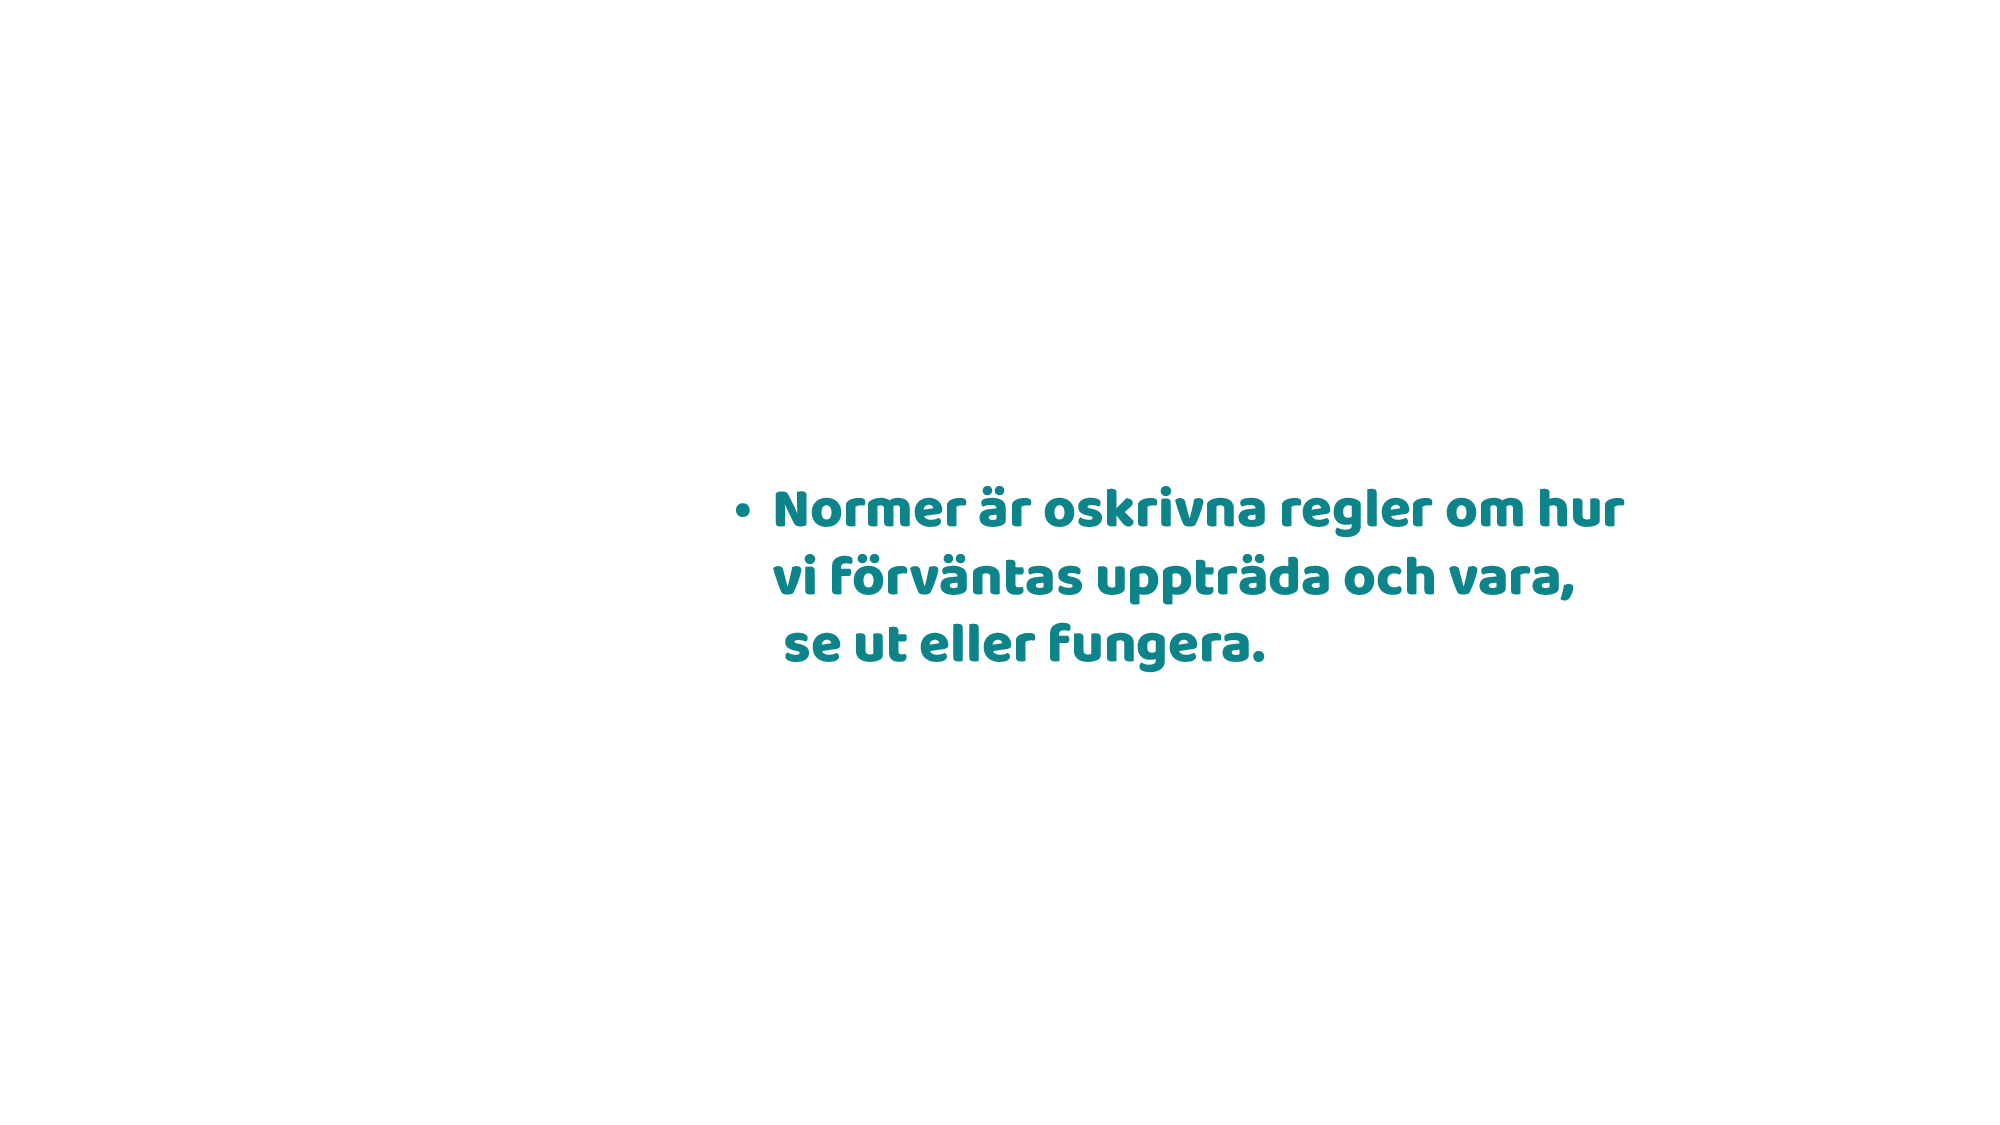 • Normer är oskrivna regler om hur
vi förväntas uppträda och vara,
se ut eller fungera.